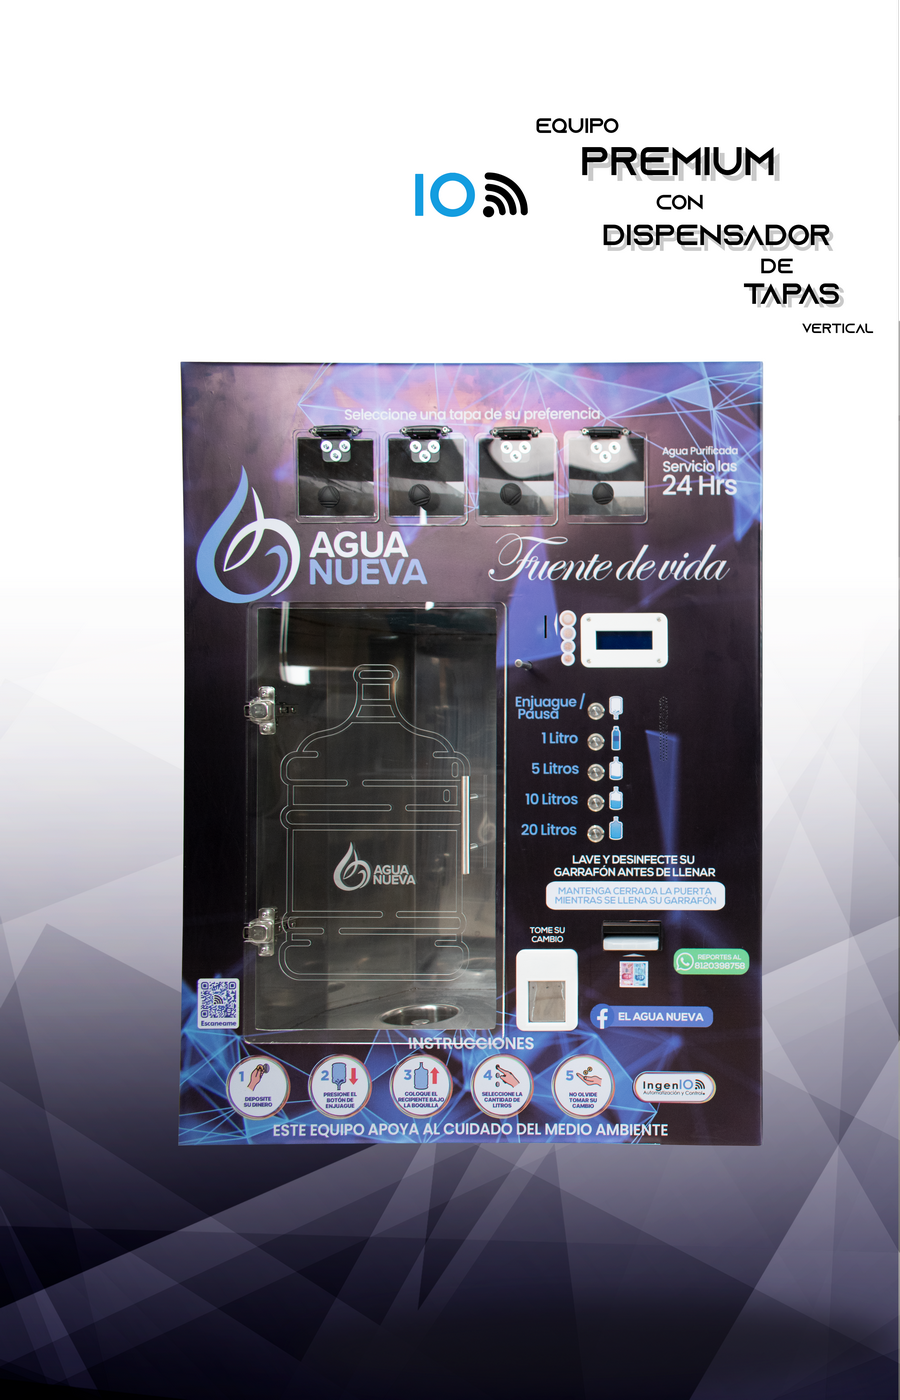 EQUIPO
PREMIUM
CON
DISPENSADOR
DE
TAPAS
VERTICAL
IO
Seleccione una tapa de su preferencia
Agua Purificada
Servicio las
24 Hrs
AGUA
NUEVA
Fuente de vida
Enjuague /
Pausa
1 Litro
5 Litros
10 Litros
20 Litros
LAVE Y DESINFECTE SU
GARRAFÓN ANTES DE LLENAR
MANTENGA CERRADA LA PUERTA
MIENTRAS SE LLENA SU GARRAFÓN
AGUA
NUEVA
TOME SU
CAMBIO
REPORTES AL
8120398758
EL AGUA NUEVA
Escaneame
INSTRUCCIONES
1
DEPOSITE
SU DINERO
2
PRESIONE EL
BOTÓN DE
ENJUAGUE
3
COLOQUE EL
RECIPIENTE BAJO
LA BOQUILLA
4
SELECCIONE LA
CANTIDAD DE
LITROS
5
NO OLVIDE
TOMAR SU
CAMBIO
IngenIO
Automatización y Control
ESTE EQUIPO APOYA AL CUIDADO DEL MEDIO AMBIENTE